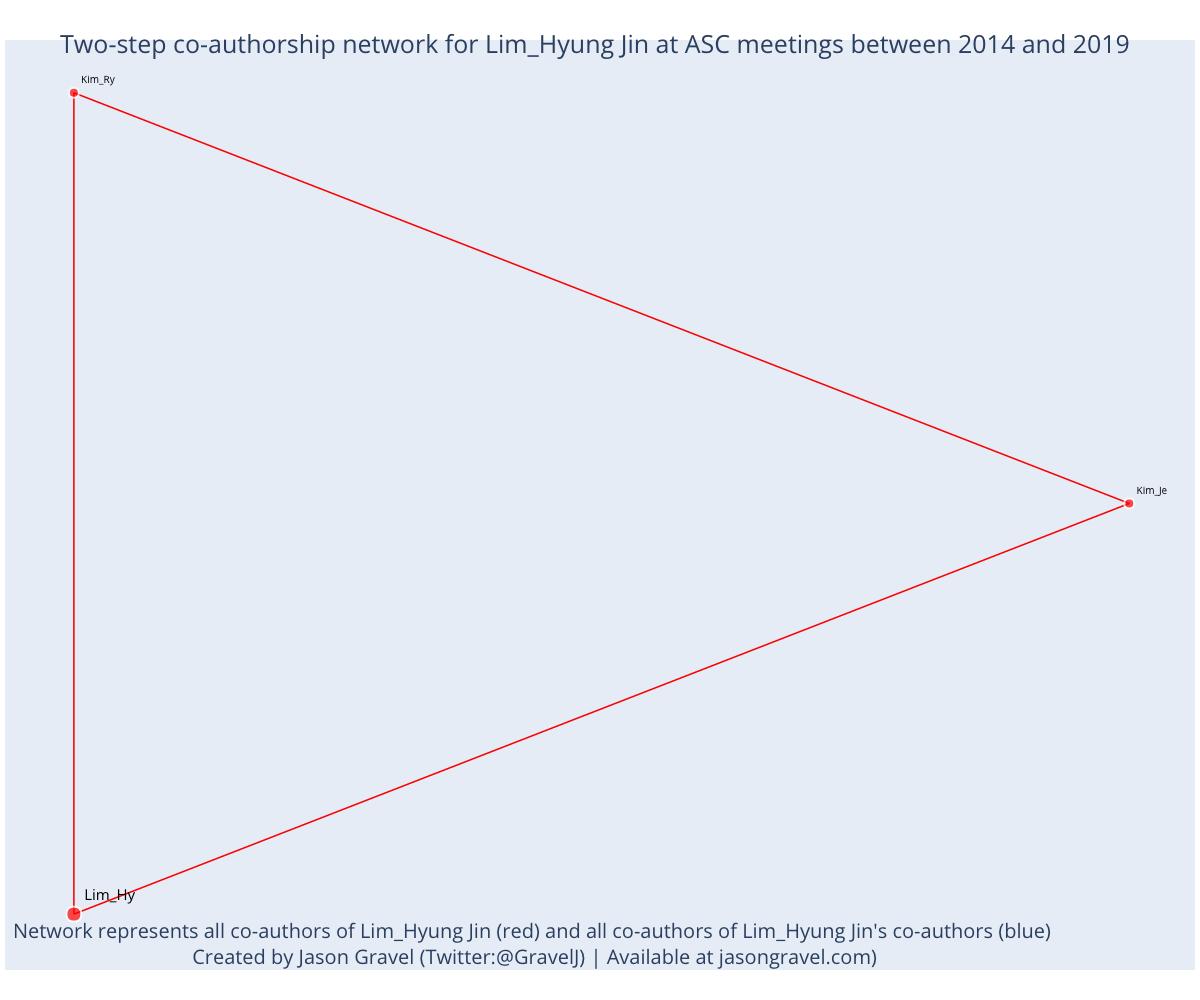 Two-step co-authorship network for Lim_Hyung Jin at ASC meetings between 2014 and 2019
Kim_Ry
Kim_Je
Lim_Hy
Network represents all co-authors of Lim_Hyung Jin (red) and all co-authors of Lim_Hyung Jin's co-authors (blue)
Created by Jason Gravel (Twitter:@GravelJ) | Available at jasongravel.com)